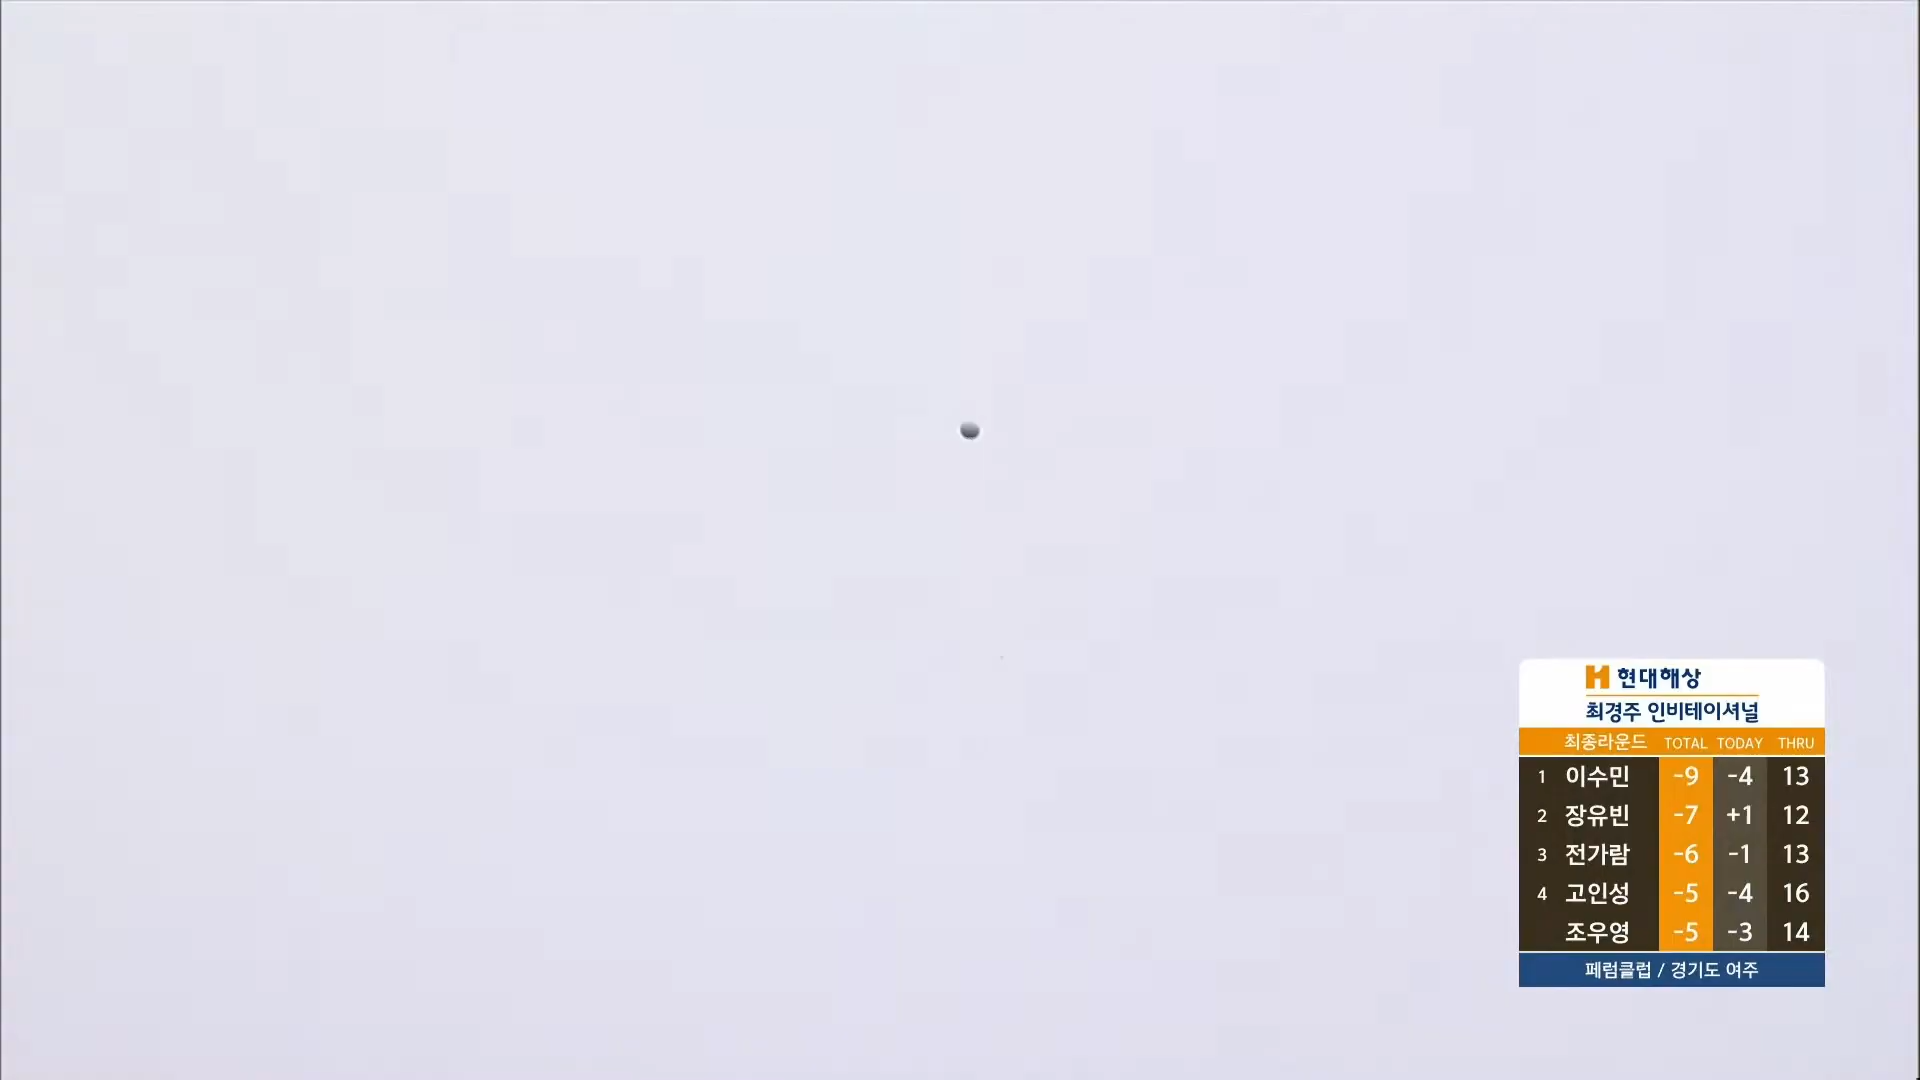 현대해상
최경주 인비테이셔널
최종라운드 TOTAL TODAY THRU
1 이수민 -9 -4 13
2 장유빈 -7 +1 12
3 전가람 -6 -1 13
4 고인성 -5 -4 16
조우영 -5 -3 14
페럼클럽 / 경기도 여주